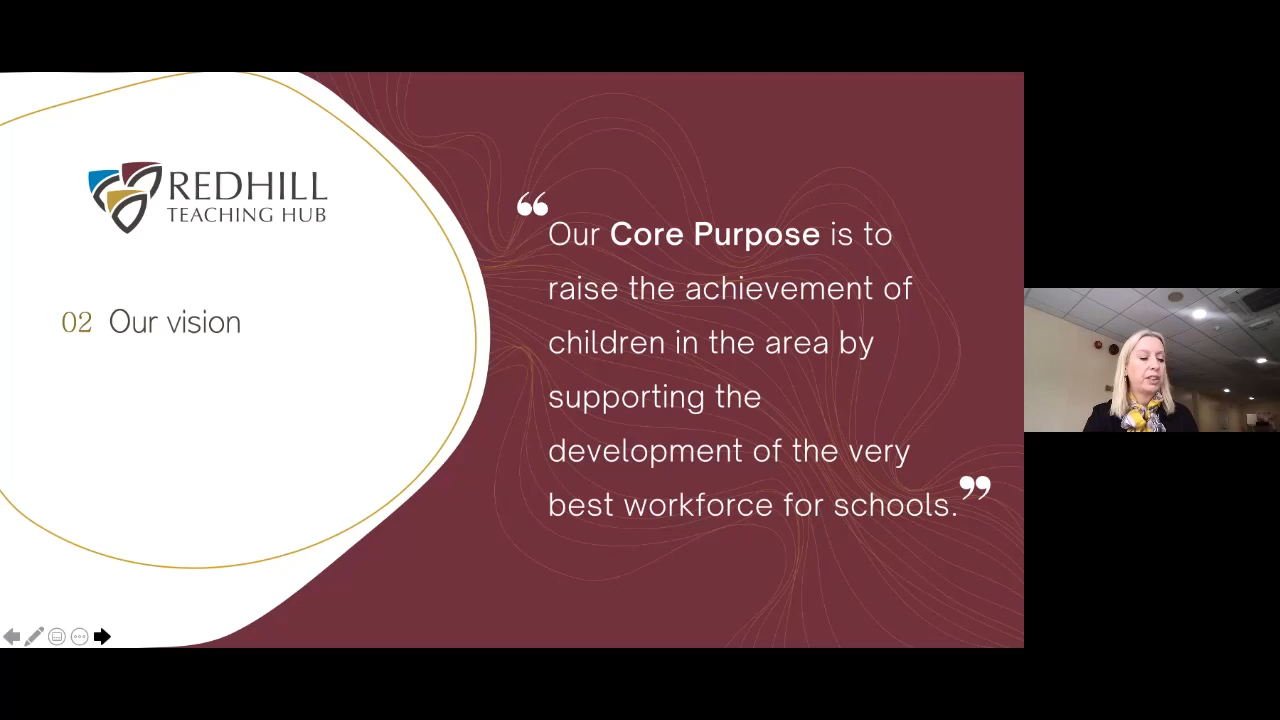 REDHILL
TEACHING HUB
02 Our vision
“
Our Core Purpose is to
raise the achievement of
children in the area by
supporting the
development of the very
best workforce for schools.”